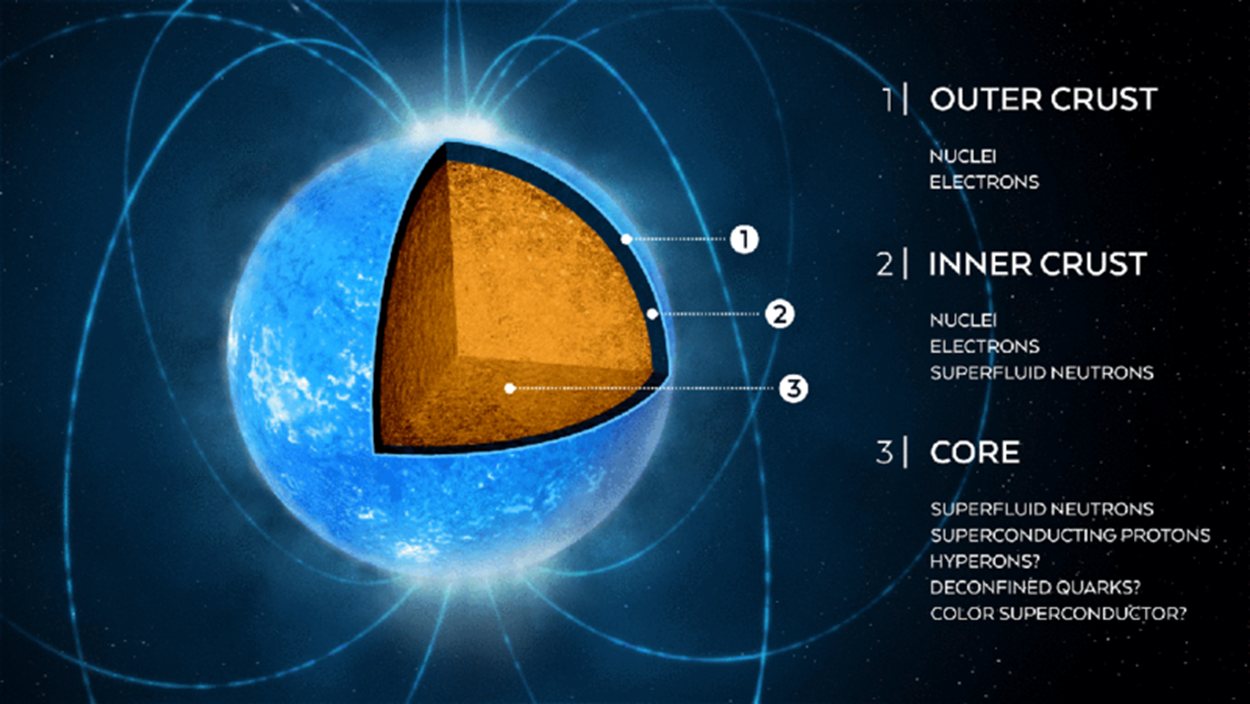 1 | OUTER CRUST
NUCLEI
ELECTRONS
1
2 | INNER CRUST
2
NUCLEI
ELECTRONS
SUPERFLUID NEUTRONS
3
3 | CORE
SUPERFLUID NEUTRONS
SUPERCONDUCTING PROTONS
HYPERONS?
DECONFINED QUARKS?
COLOR SUPERCONDUCTOR?